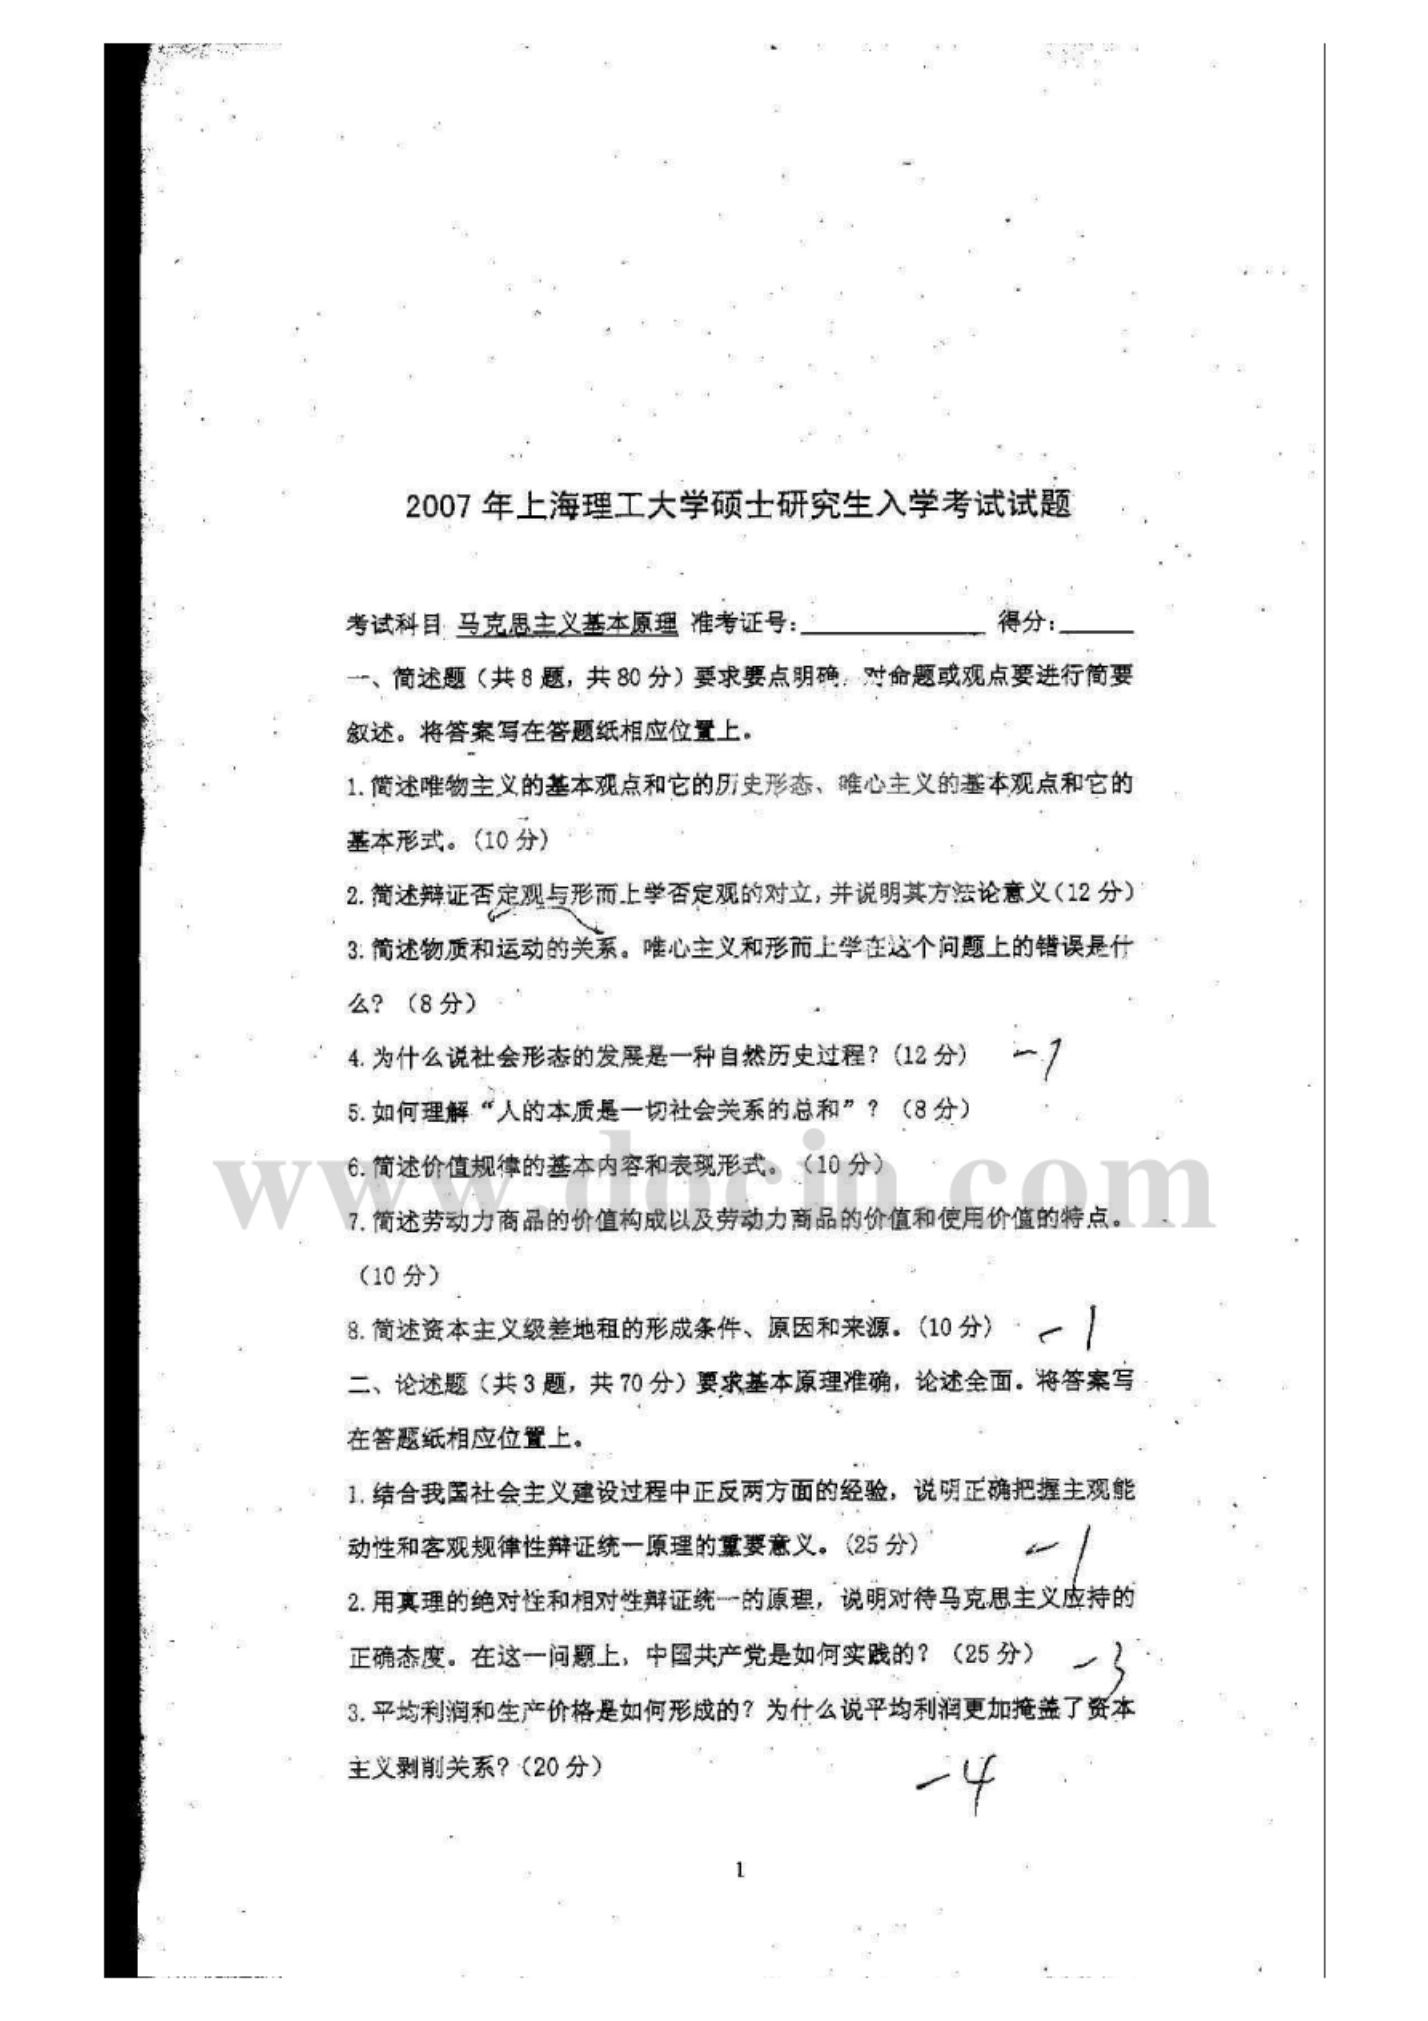 2007 年上海理工大学硕士研究生入学考试试题
考试科目 马克思主义基本原理 准考证号：____________ 得分：_____
一、简述题（共 8 题，共 80 分）要求要点明确，对命题或观点要进行简要
叙述。将答案写在答题纸相应位置上。
1. 简述唯物主义的基本观点和它的历史形态、唯心主义的基本观点和它的
基本形式。（10 分）
2. 简述辩证否定观与形而上学否定观的对立，并说明其方法论意义（12 分）
3. 简述物质和运动的关系。唯心主义和形而上学在这个问题上的错误是什
么？（8 分）
4. 为什么说社会形态的发展是一种自然历史过程？（12 分）
5. 如何理解“人的本质是一切社会关系的总和”？（8 分）
6. 简述价值规律的基本内容和表现形式。（10 分）
www.docin.com
7. 简述劳动力商品的价值构成以及劳动力商品的价值和使用价值的特点。
（10 分）
8. 简述资本主义级差地租的形成条件、原因和来源。（10 分） -1
二、论述题（共 3 题，共 70 分）要求基本原理准确，论述全面。将答案写
在答题纸相应位置上。
1. 结合我国社会主义建设过程中正反两方面的经验，说明正确把握主观能
动性和客观规律性辩证统一原理的重要意义。（25 分） -1
2. 用真理的绝对性和相对性辩证统一的原理，说明对待马克思主义应持的
正确态度。在这一问题上，中国共产党是如何实践的？（25 分） -3
3. 平均利润和生产价格是如何形成的？为什么说平均利润更加掩盖了资本
主义剥削关系？（20 分）
-4
1